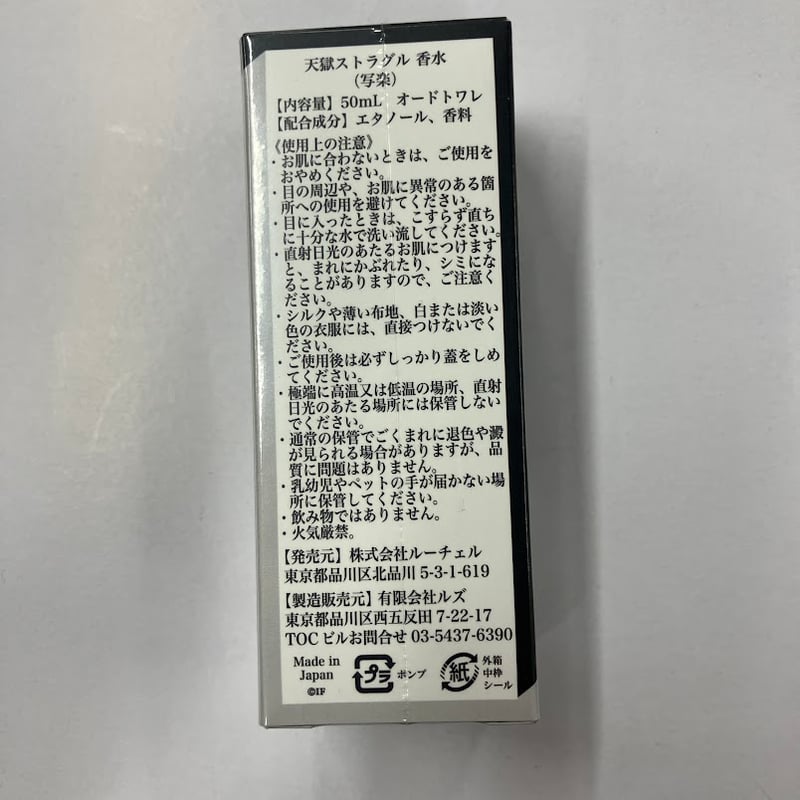 天獄ストラグル 香水
（写楽）
【内容量】50mL　オードトワレ
【配合成分】エタノール、香料
《使用上の注意》
・お肌に合わないときは、ご使用を
おやめください。
・目の周辺や、お肌に異常のある箇
所への使用を避けてください。
・目に入ったときは、こすらず直ち
に十分な水で洗い流してください。
・直射日光のあたるお肌につけます
と、まれにかぶれたり、シミにな
ることがありますので、ご注意く
ださい。
・シルクや薄い布地、白または淡い
色の衣服には、直接つけないでく
ださい。
・ご使用後は必ずしっかり蓋をしめ
てください。
・極端に高温又は低温の場所、直射
日光のあたる場所には保管しない
でください。
・通常の保管でごくまれに退色や澱
が見られる場合がありますが、品
質に問題はありません。
・乳幼児やペットの手が届かない場
所に保管してください。
・飲み物ではありません。
・火気厳禁。
【発売元】株式会社ルーチェル
東京都品川区北品川 5-3-1-619
【製造販売元】有限会社ルズ
東京都品川区西五反田 7-22-17
TOC ビルお問合せ 03-5437-6390
Made in
Japan
©IF
プラ
ポンプ
紙
外箱
中枠
シール